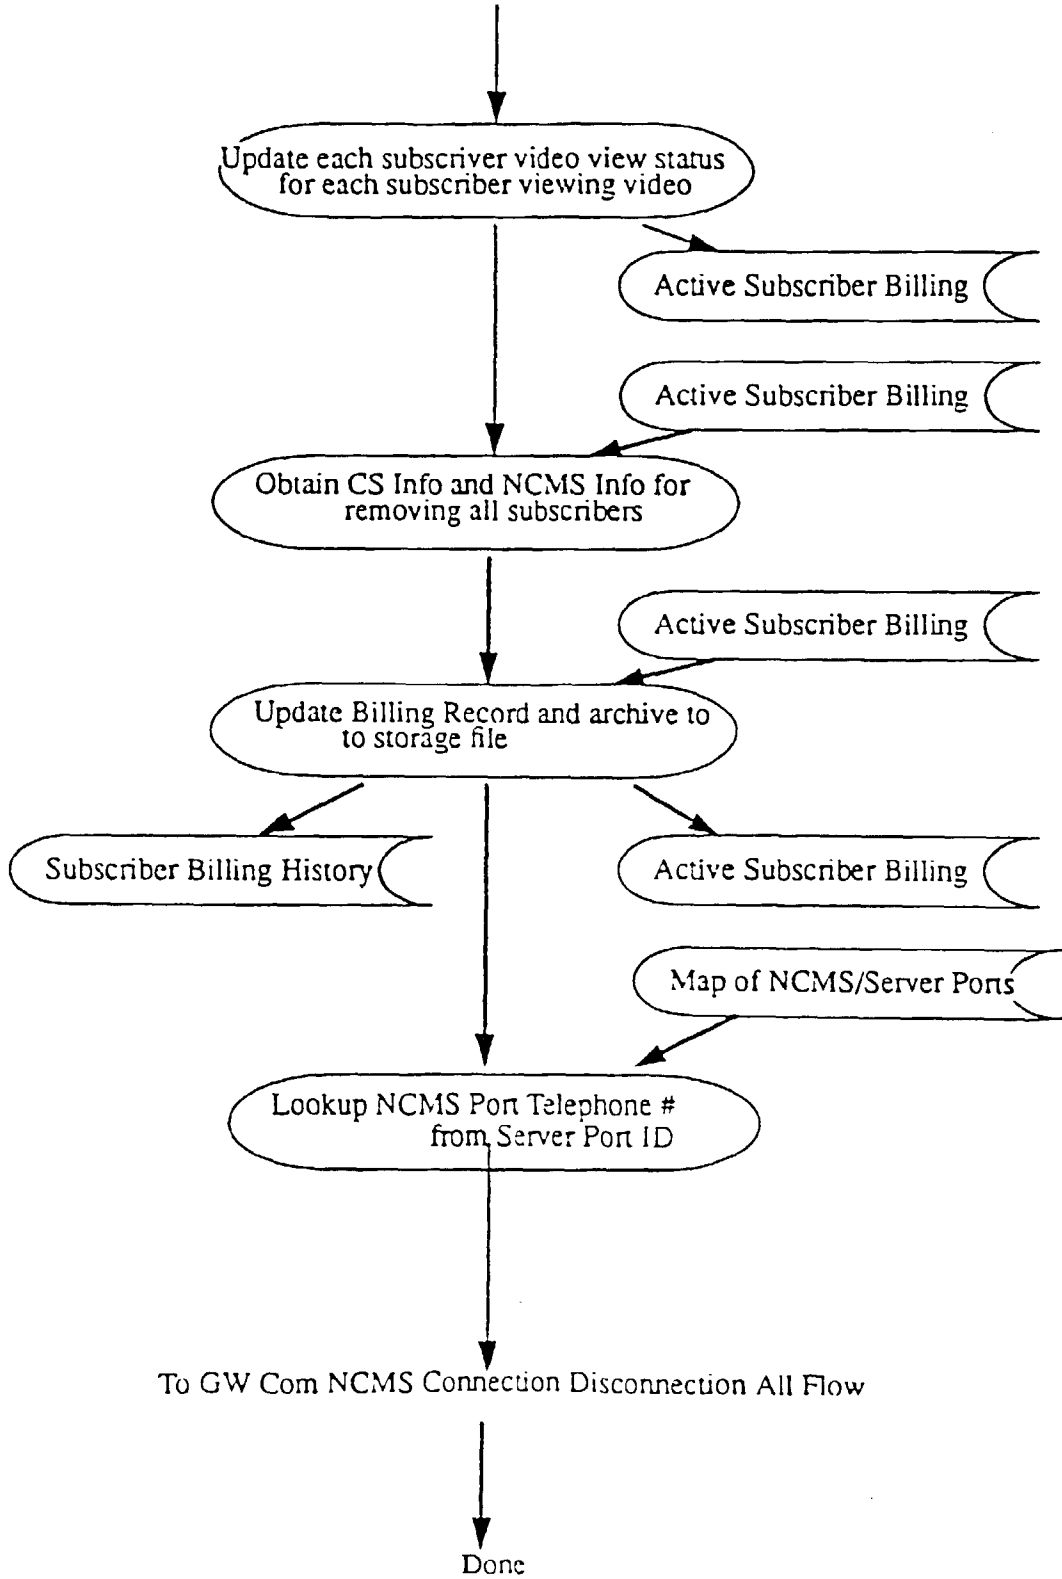 Update each subscriver video view status
for each subscriber viewing video
Active Subscriber Billing
Active Subscriber Billing
Obtain CS Info and NCMS Info for
removing all subscribers
Active Subscriber Billing
Update Billing Record and archive to
to storage file
Subscriber Billing History
Active Subscriber Billing
Map of NCMS/Server Ports
Lookup NCMS Port Telephone #
from Server Port ID
To GW Com NCMS Connection Disconnection All Flow
Done